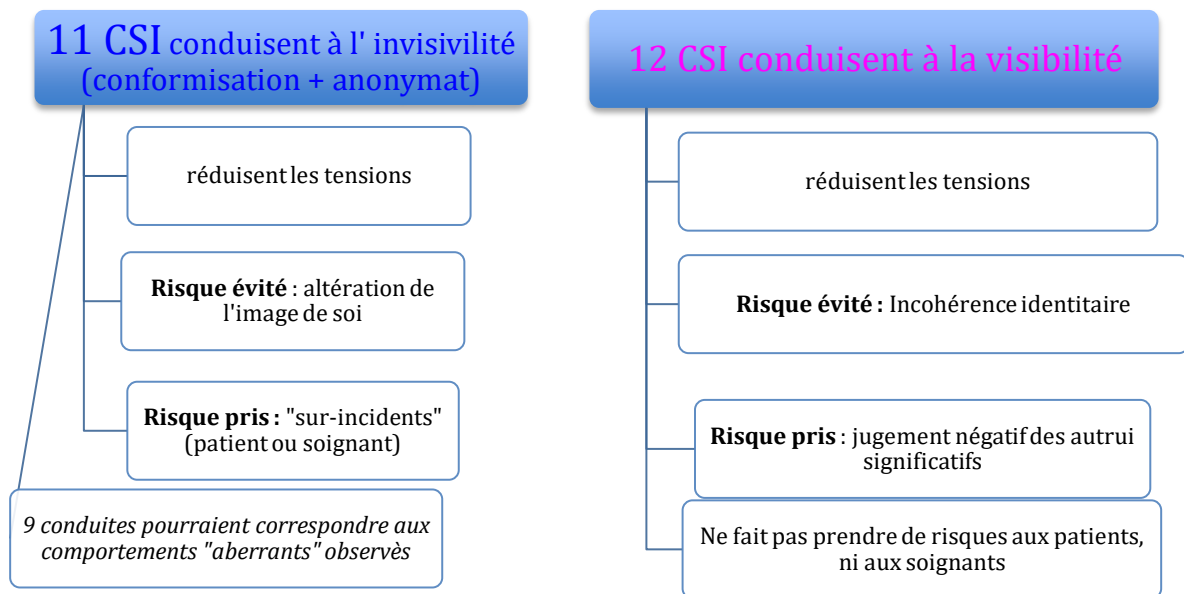 11 CSI conduisent à l' invisivilité
(conformisation + anonymat)
réduisent les tensions
Risque évité : altération de
l'image de soi
Risque pris : "sur-incidents"
(patient ou soignant)
9 conduites pourraient correspondre aux
comportements "aberrants" observès
12 CSI conduisent à la visibilité
réduisent les tensions
Risque évité : Incohérence identitaire
Risque pris : jugement négatif des autrui
significatifs
Ne fait pas prendre de risques aux patients,
ni aux soignants